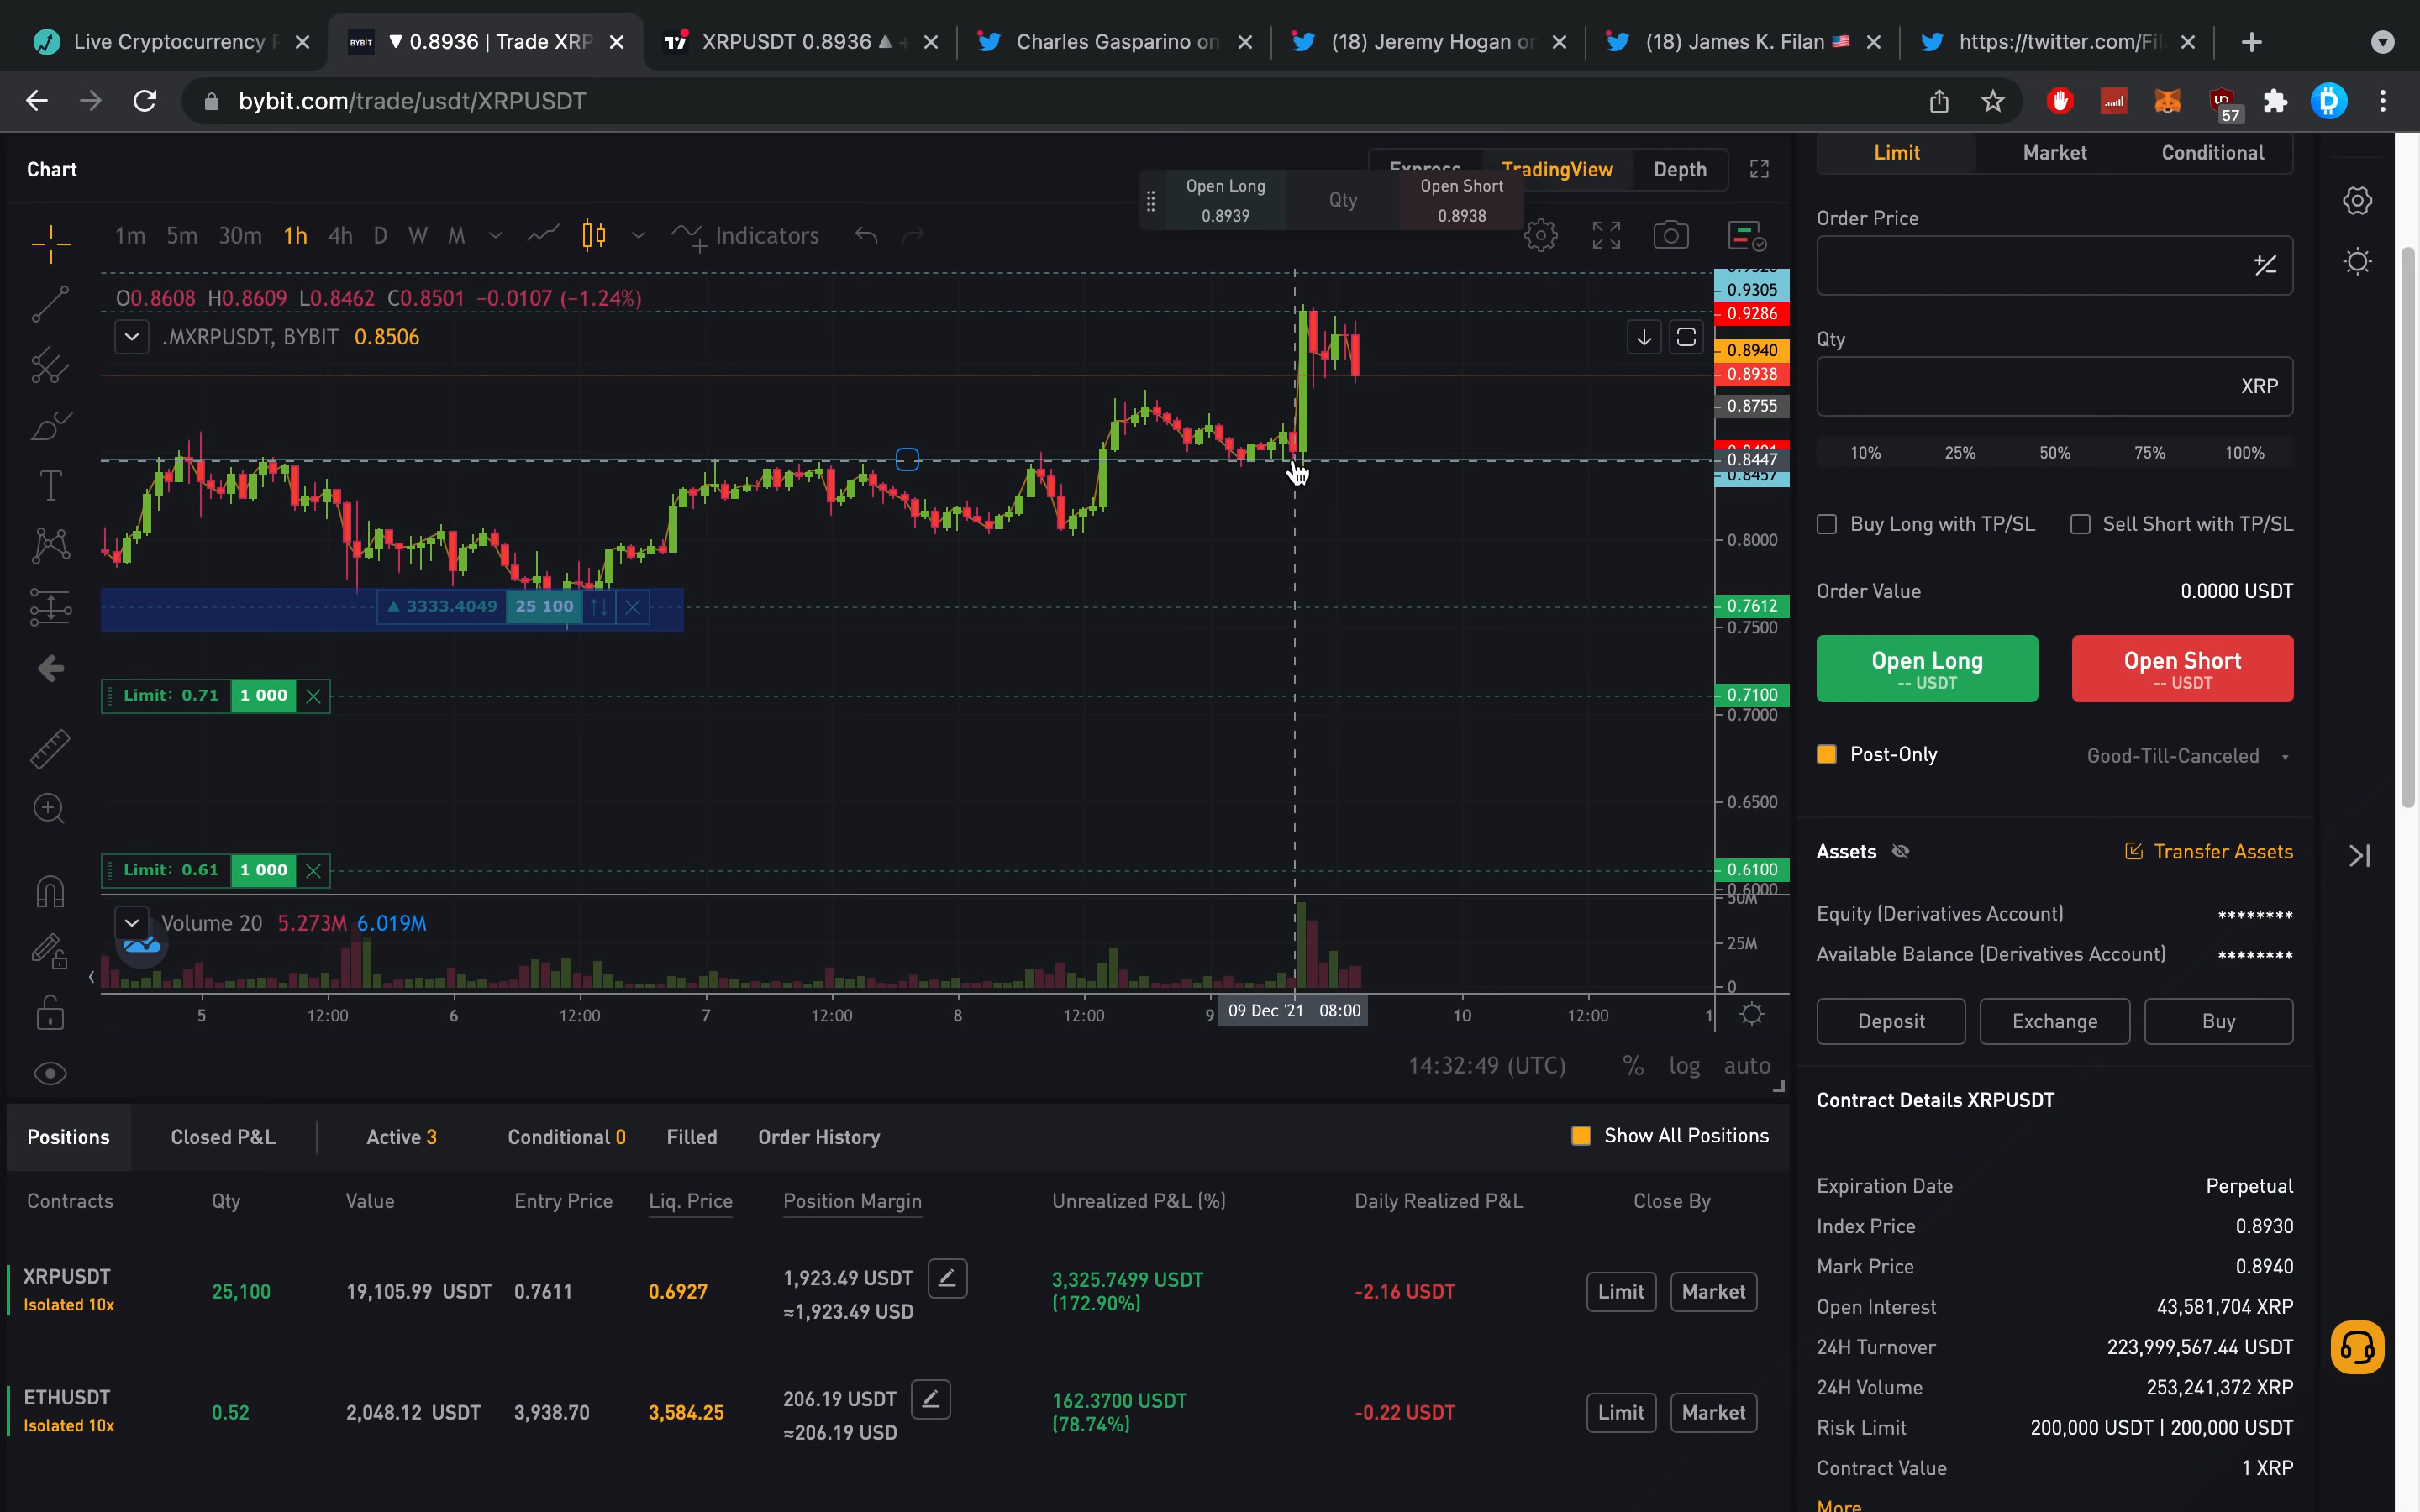 Live Cryptocurrency P
BYBIT ▼ 0.8936 | Trade XRP
XRPUSDT 0.8936 ▲
Charles Gasparino on
(18) Jeremy Hogan on
(18) James K. Filan 🇺🇸
https://twitter.com/Fil
bybit.com/trade/usdt/XRPUSDT
57
Chart
Express TradingView Depth
Open Long Qty Open Short
0.8939 0.8938
1m 5m 30m 1h 4h D W M Indicators
O0.8608 H0.8609 L0.8462 C0.8501 −0.0107 (−1.24%)
.MXRPUSDT, BYBIT 0.8506
0.9305
0.9286
0.8940
0.8938
0.8755
0.8447
0.8457
0.8000
▲ 3333.4049 25 100
0.7612
0.7500
Limit: 0.71 1 000
0.7100
0.7000
0.6500
Limit: 0.61 1 000
0.6100
0.6000
Volume 20 5.273M 6.019M
50M
25M
0
5 12:00 6 12:00 7 12:00 8 12:00 9 09 Dec '21 08:00 10 12:00 1
14:32:49 (UTC) % log auto
Limit Market Conditional
Order Price
Qty
XRP
10% 25% 50% 75% 100%
Buy Long with TP/SL Sell Short with TP/SL
Order Value 0.0000 USDT
Open Long Open Short
-- USDT -- USDT
Post-Only Good-Till-Canceled
Assets Transfer Assets
Equity (Derivatives Account) ********
Available Balance (Derivatives Account) ********
Deposit Exchange Buy
Contract Details XRPUSDT
Expiration Date Perpetual
Index Price 0.8930
Mark Price 0.8940
Open Interest 43,581,704 XRP
24H Turnover 223,999,567.44 USDT
24H Volume 253,241,372 XRP
Risk Limit 200,000 USDT | 200,000 USDT
Contract Value 1 XRP
More
Positions Closed P&L Active 3 Conditional 0 Filled Order History Show All Positions
Contracts Qty Value Entry Price Liq. Price Position Margin Unrealized P&L (%) Daily Realized P&L Close By
XRPUSDT 25,100 19,105.99 USDT 0.7611 0.6927 1,923.49 USDT 3,325.7499 USDT -2.16 USDT Limit Market
Isolated 10x ≈1,923.49 USD (172.90%)
ETHUSDT 0.52 2,048.12 USDT 3,938.70 3,584.25 206.19 USDT 162.3700 USDT -0.22 USDT Limit Market
Isolated 10x ≈206.19 USD (78.74%)